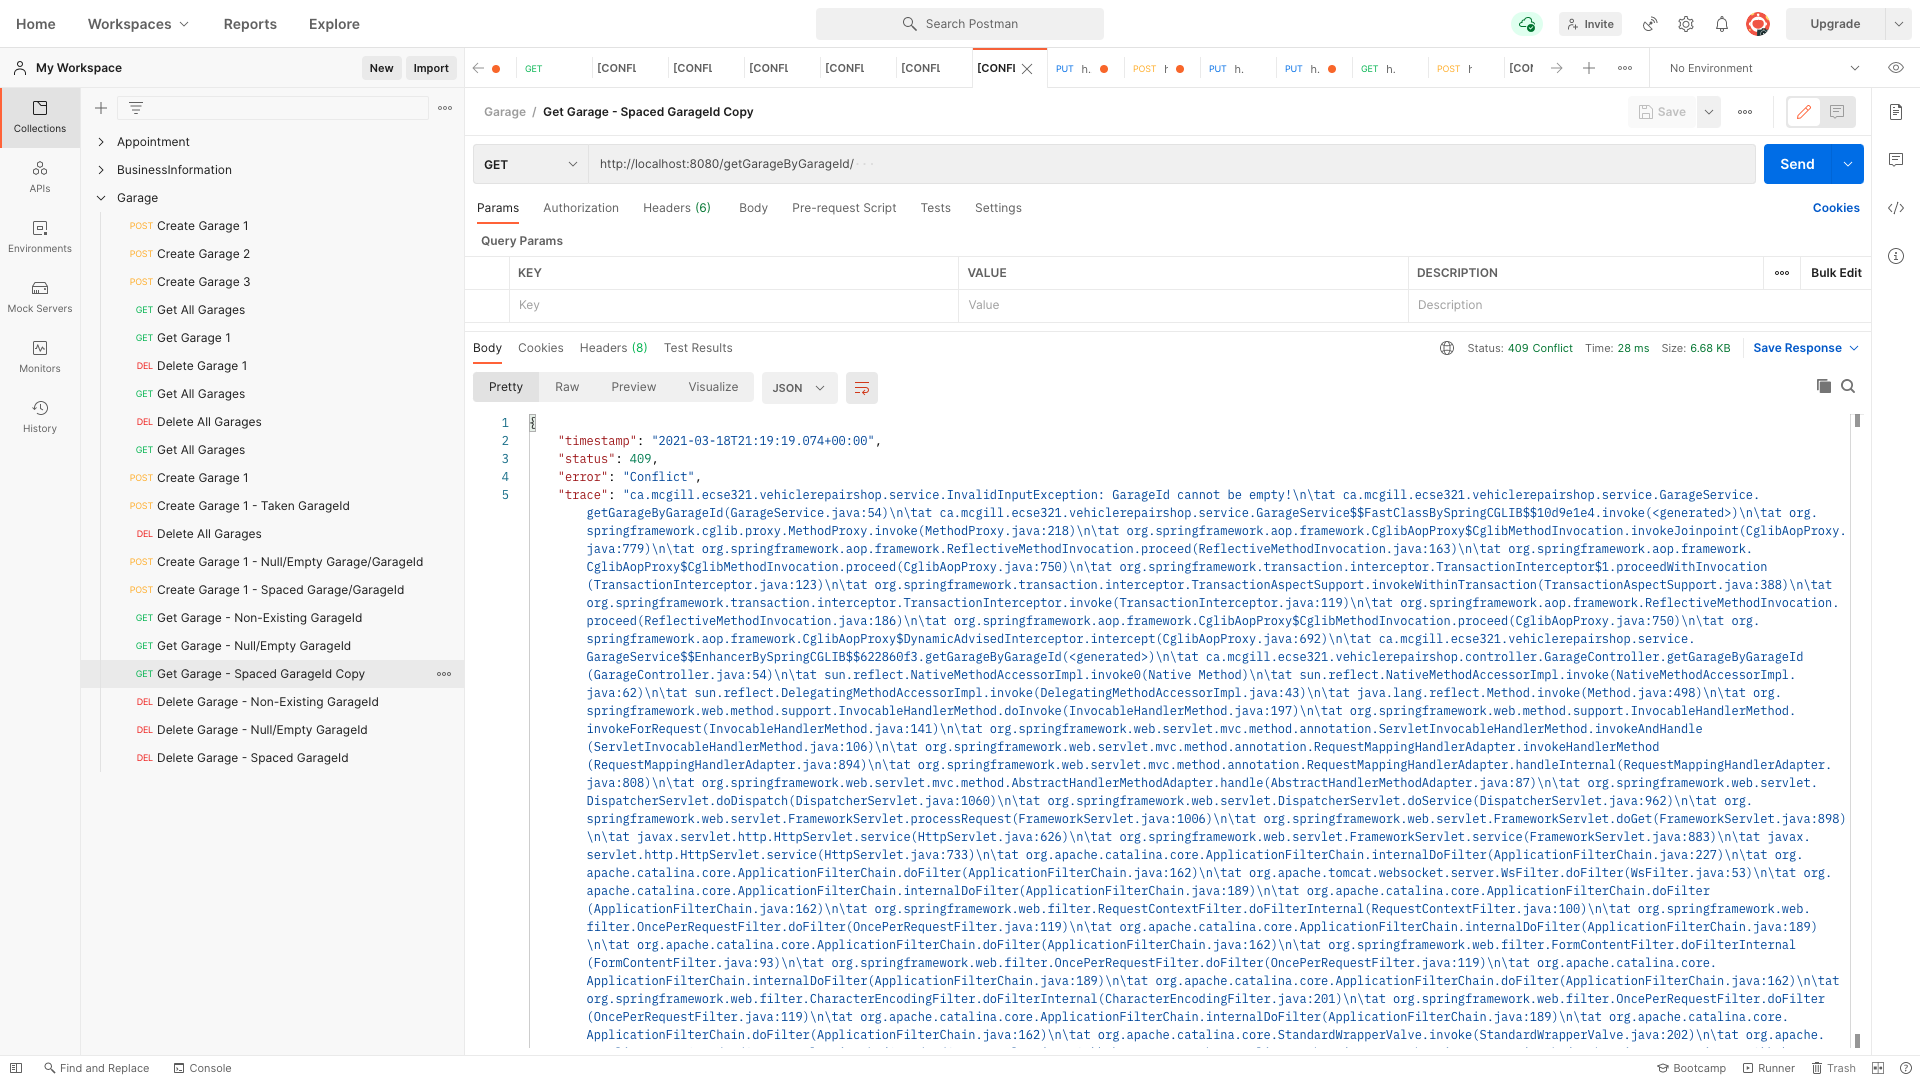 Home Workspaces Reports Explore Search Postman Invite Upgrade
My Workspace New Import GET [CONFL [CONFL [CONFL [CONFL [CONFL [CONFL PUT h. POST PUT h. PUT h. GET h. POST [CON No Environment
Collections
APIs
Environments
Mock Servers
Monitors
History
Appointment
BusinessInformation
Garage
POST Create Garage 1
POST Create Garage 2
POST Create Garage 3
GET Get All Garages
GET Get Garage 1
DEL Delete Garage 1
GET Get All Garages
DEL Delete All Garages
GET Get All Garages
POST Create Garage 1
POST Create Garage 1 - Taken GarageId
DEL Delete All Garages
POST Create Garage 1 - Null/Empty Garage/GarageId
POST Create Garage 1 - Spaced Garage/GarageId
GET Get Garage - Non-Existing GarageId
GET Get Garage - Null/Empty GarageId
GET Get Garage - Spaced GarageId Copy
DEL Delete Garage - Non-Existing GarageId
DEL Delete Garage - Null/Empty GarageId
DEL Delete Garage - Spaced GarageId
Garage / Get Garage - Spaced GarageId Copy Save
GET http://localhost:8080/getGarageByGarageId/ Send
Params Authorization Headers (6) Body Pre-request Script Tests Settings Cookies
Query Params
KEY VALUE DESCRIPTION Bulk Edit
Key Value Description
Body Cookies Headers (8) Test Results Status: 409 Conflict Time: 28 ms Size: 6.68 KB Save Response
Pretty Raw Preview Visualize JSON
1 {
2 "timestamp": "2021-03-18T21:19:19.074+00:00",
3 "status": 409,
4 "error": "Conflict",
5 "trace": "ca.mcgill.ecse321.vehiclerepairshop.service.InvalidInputException: GarageId cannot be empty!\n\tat ca.mcgill.ecse321.vehiclerepairshop.service.GarageService.
getGarageByGarageId(GarageService.java:54)\n\tat ca.mcgill.ecse321.vehiclerepairshop.service.GarageService$$FastClassBySpringCGLIB$$10d9e1e4.invoke(<generated>)\n\tat org.
springframework.cglib.proxy.MethodProxy.invoke(MethodProxy.java:218)\n\tat org.springframework.aop.framework.CglibAopProxy$CglibMethodInvocation.invokeJoinpoint(CglibAopProxy.
java:779)\n\tat org.springframework.aop.framework.ReflectiveMethodInvocation.proceed(ReflectiveMethodInvocation.java:163)\n\tat org.springframework.aop.framework.
CglibAopProxy$CglibMethodInvocation.proceed(CglibAopProxy.java:750)\n\tat org.springframework.transaction.interceptor.TransactionInterceptor$1.proceedWithInvocation
(TransactionInterceptor.java:123)\n\tat org.springframework.transaction.interceptor.TransactionAspectSupport.invokeWithinTransaction(TransactionAspectSupport.java:388)\n\tat
org.springframework.transaction.interceptor.TransactionInterceptor.invoke(TransactionInterceptor.java:119)\n\tat org.springframework.aop.framework.ReflectiveMethodInvocation.
proceed(ReflectiveMethodInvocation.java:186)\n\tat org.springframework.aop.framework.CglibAopProxy$CglibMethodInvocation.proceed(CglibAopProxy.java:750)\n\tat org.
springframework.aop.framework.CglibAopProxy$DynamicAdvisedInterceptor.intercept(CglibAopProxy.java:692)\n\tat ca.mcgill.ecse321.vehiclerepairshop.service.
GarageService$$EnhancerBySpringCGLIB$$622860f3.getGarageByGarageId(<generated>)\n\tat ca.mcgill.ecse321.vehiclerepairshop.controller.GarageController.getGarageByGarageId
(GarageController.java:54)\n\tat sun.reflect.NativeMethodAccessorImpl.invoke0(Native Method)\n\tat sun.reflect.NativeMethodAccessorImpl.invoke(NativeMethodAccessorImpl.
java:62)\n\tat sun.reflect.DelegatingMethodAccessorImpl.invoke(DelegatingMethodAccessorImpl.java:43)\n\tat java.lang.reflect.Method.invoke(Method.java:498)\n\tat org.
springframework.web.method.support.InvocableHandlerMethod.doInvoke(InvocableHandlerMethod.java:197)\n\tat org.springframework.web.method.support.InvocableHandlerMethod.
invokeForRequest(InvocableHandlerMethod.java:141)\n\tat org.springframework.web.servlet.mvc.method.annotation.ServletInvocableHandlerMethod.invokeAndHandle
(ServletInvocableHandlerMethod.java:106)\n\tat org.springframework.web.servlet.mvc.method.annotation.RequestMappingHandlerAdapter.invokeHandlerMethod
(RequestMappingHandlerAdapter.java:894)\n\tat org.springframework.web.servlet.mvc.method.annotation.RequestMappingHandlerAdapter.handleInternal(RequestMappingHandlerAdapter.
java:808)\n\tat org.springframework.web.servlet.mvc.method.AbstractHandlerMethodAdapter.handle(AbstractHandlerMethodAdapter.java:87)\n\tat org.springframework.web.servlet.
DispatcherServlet.doDispatch(DispatcherServlet.java:1060)\n\tat org.springframework.web.servlet.DispatcherServlet.doService(DispatcherServlet.java:962)\n\tat org.
springframework.web.servlet.FrameworkServlet.processRequest(FrameworkServlet.java:1006)\n\tat org.springframework.web.servlet.FrameworkServlet.doGet(FrameworkServlet.java:898)
\n\tat javax.servlet.http.HttpServlet.service(HttpServlet.java:626)\n\tat org.springframework.web.servlet.FrameworkServlet.service(FrameworkServlet.java:883)\n\tat javax.
servlet.http.HttpServlet.service(HttpServlet.java:733)\n\tat org.apache.catalina.core.ApplicationFilterChain.internalDoFilter(ApplicationFilterChain.java:227)\n\tat org.
apache.catalina.core.ApplicationFilterChain.doFilter(ApplicationFilterChain.java:162)\n\tat org.apache.tomcat.websocket.server.WsFilter.doFilter(WsFilter.java:53)\n\tat org.
apache.catalina.core.ApplicationFilterChain.internalDoFilter(ApplicationFilterChain.java:189)\n\tat org.apache.catalina.core.ApplicationFilterChain.doFilter
(ApplicationFilterChain.java:162)\n\tat org.springframework.web.filter.RequestContextFilter.doFilterInternal(RequestContextFilter.java:100)\n\tat org.springframework.web.
filter.OncePerRequestFilter.doFilter(OncePerRequestFilter.java:119)\n\tat org.apache.catalina.core.ApplicationFilterChain.internalDoFilter(ApplicationFilterChain.java:189)
\n\tat org.apache.catalina.core.ApplicationFilterChain.doFilter(ApplicationFilterChain.java:162)\n\tat org.springframework.web.filter.FormContentFilter.doFilterInternal
(FormContentFilter.java:93)\n\tat org.springframework.web.filter.OncePerRequestFilter.doFilter(OncePerRequestFilter.java:119)\n\tat org.apache.catalina.core.
ApplicationFilterChain.internalDoFilter(ApplicationFilterChain.java:189)\n\tat org.apache.catalina.core.ApplicationFilterChain.doFilter(ApplicationFilterChain.java:162)\n\tat
org.springframework.web.filter.CharacterEncodingFilter.doFilterInternal(CharacterEncodingFilter.java:201)\n\tat org.springframework.web.filter.OncePerRequestFilter.doFilter
(OncePerRequestFilter.java:119)\n\tat org.apache.catalina.core.ApplicationFilterChain.internalDoFilter(ApplicationFilterChain.java:189)\n\tat org.apache.catalina.core.
ApplicationFilterChain.doFilter(ApplicationFilterChain.java:162)\n\tat org.apache.catalina.core.StandardWrapperValve.invoke(StandardWrapperValve.java:202)\n\tat org.apache.
Find and Replace Console Bootcamp Runner Trash